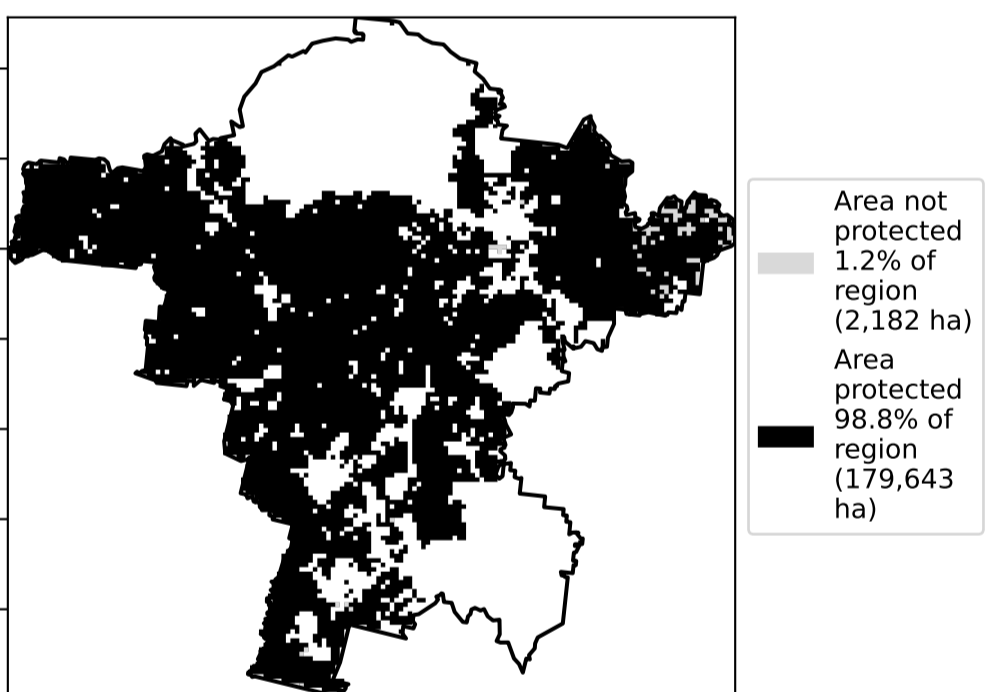 Area not
protected
1.2% of
region
(2,182 ha)
Area
protected
98.8% of
region
(179,643
ha)